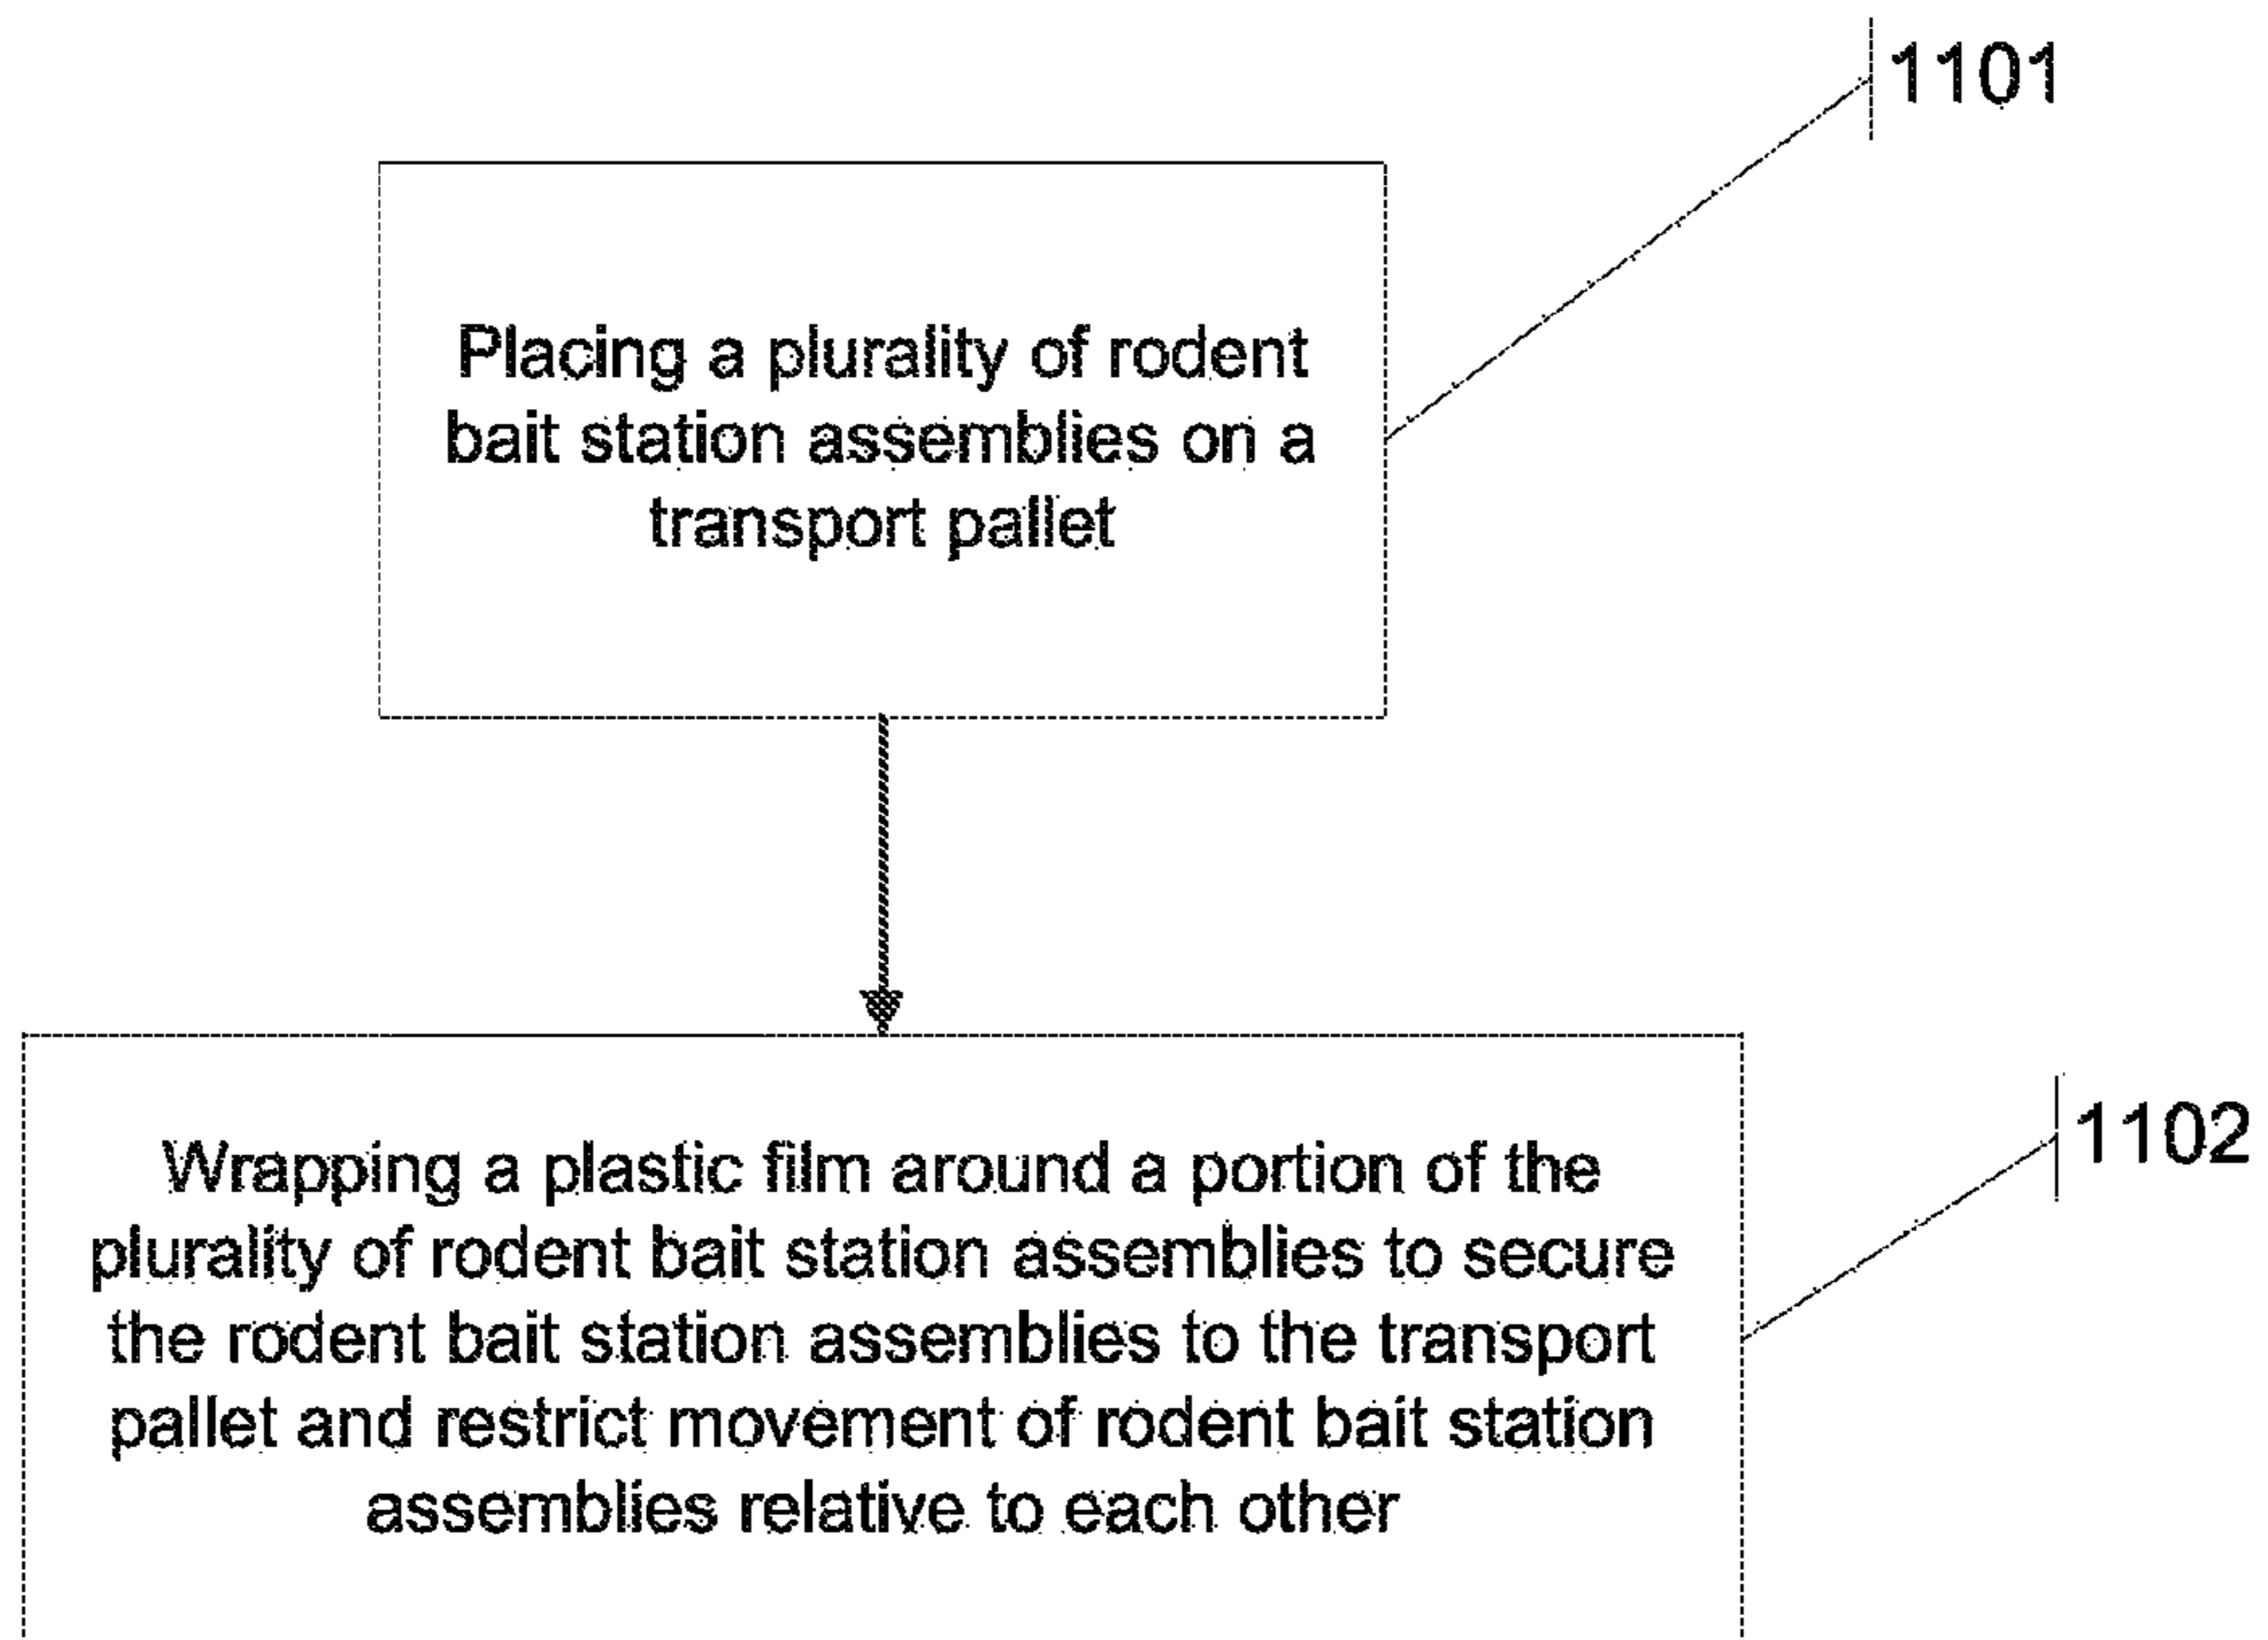 1101
Placing a plurality of rodent
bait station assemblies on a
transport pallet
1102
Wrapping a plastic film around a portion of the
plurality of rodent bait station assemblies to secure
the rodent bait station assemblies to the transport
pallet and restrict movement of rodent bait station
assemblies relative to each other